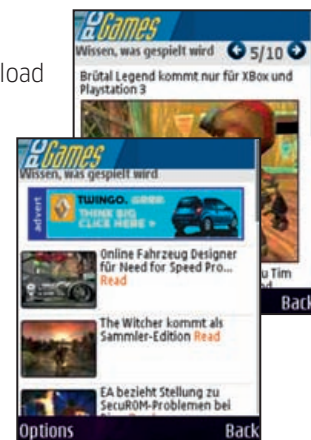 load
PC Games
Wissen, was gespielt wird 5/10
Brütal Legend kommt nur für XBox und
Playstation 3
u Tim
Back
PC Games
Wissen, was gespielt wird
advert
TWINGO.
THINK BIG
CLICK HERE >
Online Fahrzeug Designer
für Need for Speed Pro...
Read
The Witcher kommt als
Sammler-Edition Read
EA bezieht Stellung zu
SecuROM-Problemen bei
Options Back